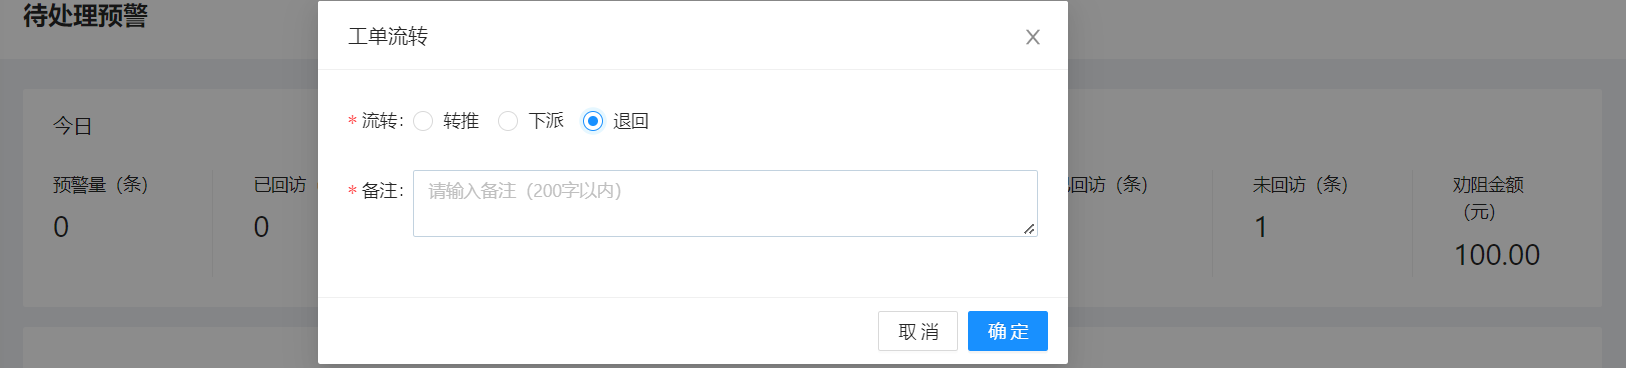 待处理预警
工单流转
* 流转: 转推 下派 退回
* 备注: 请输入备注（200字以内）
取 消 确 定
今日
预警量（条）
0
已回访
0
回访（条）
未回访（条）
1
劝阻金额
（元）
100.00